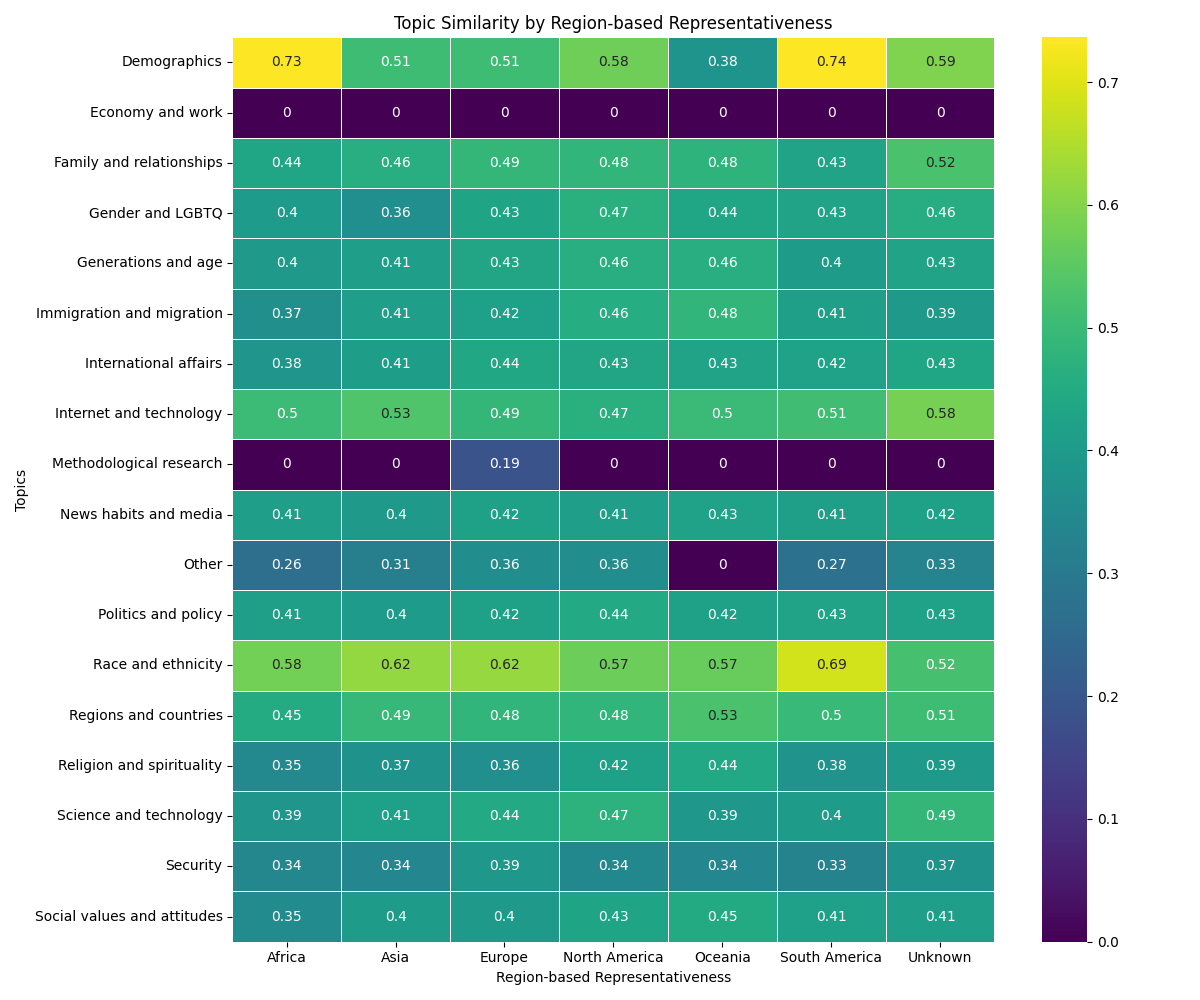 Topic Similarity by Region-based Representativeness
Demographics 0.73 0.51 0.51 0.58 0.38 0.74 0.59
Economy and work 0 0 0 0 0 0 0
Family and relationships 0.44 0.46 0.49 0.48 0.48 0.43 0.52
Gender and LGBTQ 0.4 0.36 0.43 0.47 0.44 0.43 0.46
Generations and age 0.4 0.41 0.43 0.46 0.46 0.4 0.43
Immigration and migration 0.37 0.41 0.42 0.46 0.48 0.41 0.39
International affairs 0.38 0.41 0.44 0.43 0.43 0.42 0.43
Internet and technology 0.5 0.53 0.49 0.47 0.5 0.51 0.58
Methodological research 0 0 0.19 0 0 0 0
News habits and media 0.41 0.4 0.42 0.41 0.43 0.41 0.42
Other 0.26 0.31 0.36 0.36 0 0.27 0.33
Politics and policy 0.41 0.4 0.42 0.44 0.42 0.43 0.43
Race and ethnicity 0.58 0.62 0.62 0.57 0.57 0.69 0.52
Regions and countries 0.45 0.49 0.48 0.48 0.53 0.5 0.51
Religion and spirituality 0.35 0.37 0.36 0.42 0.44 0.38 0.39
Science and technology 0.39 0.41 0.44 0.47 0.39 0.4 0.49
Security 0.34 0.34 0.39 0.34 0.34 0.33 0.37
Social values and attitudes 0.35 0.4 0.4 0.43 0.45 0.41 0.41
Africa Asia Europe North America Oceania South America Unknown
Region-based Representativeness
Topics
0.7
0.6
0.5
0.4
0.3
0.2
0.1
0.0